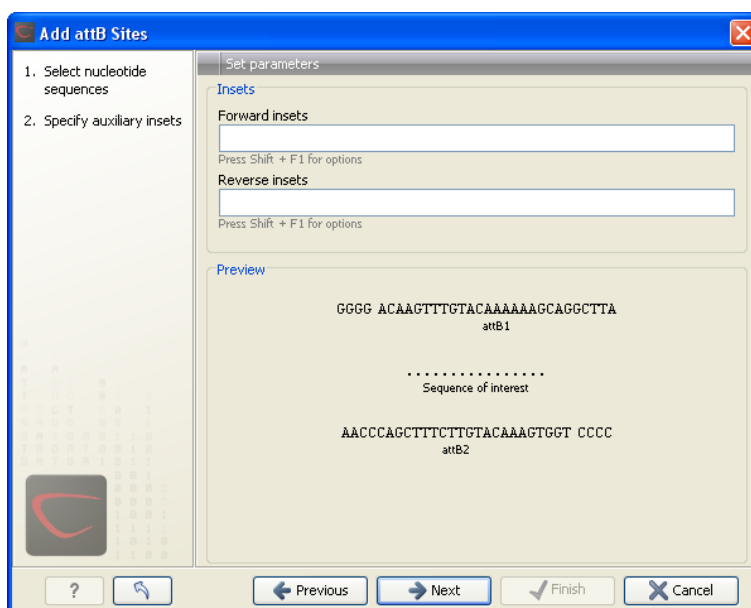 Add attB Sites
1. Select nucleotide
sequences
2. Specify auxiliary insets
Set parameters
Insets
Forward insets
Press Shift + F1 for options
Reverse insets
Press Shift + F1 for options
Preview
GGGG ACAAGTTTGTACAAAAAAGCAGGCTTA
attB1
................
Sequence of interest
AACCCAGCTTTCTTGTACAAAGTGGT CCCC
attB2
?
Previous
Next
Finish
Cancel